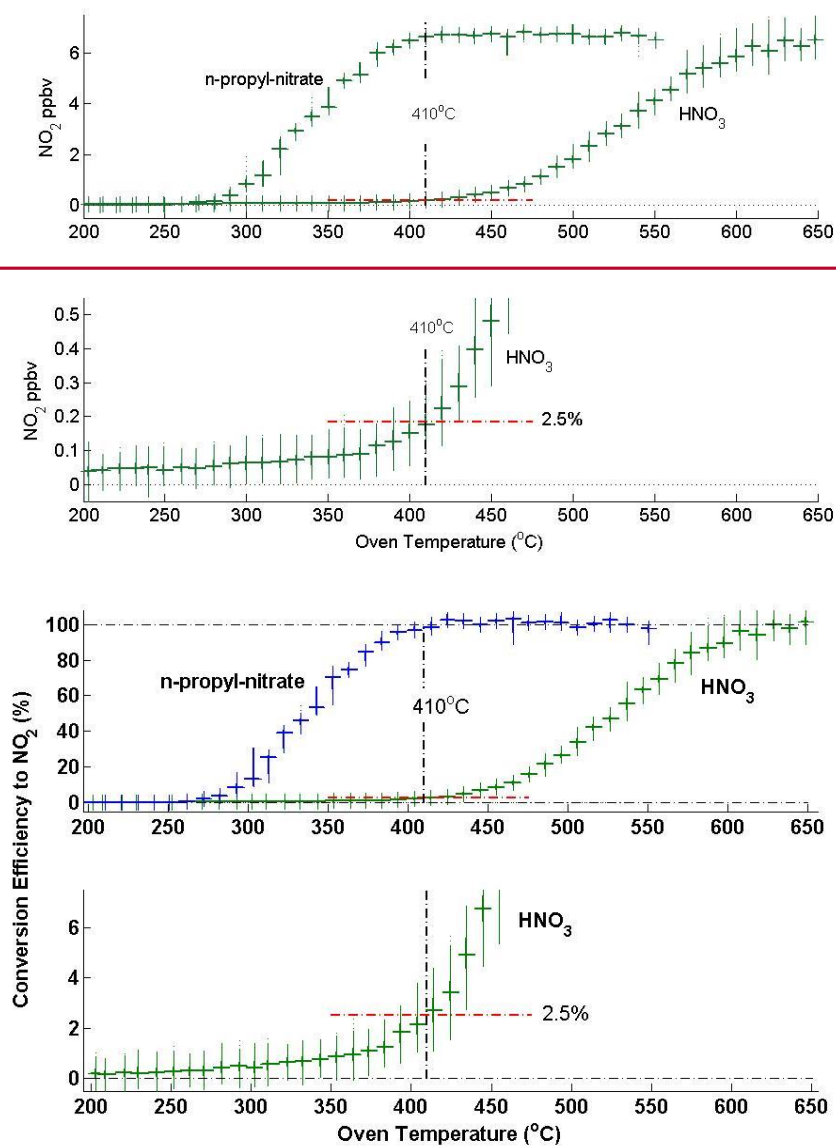 6
4
2
0
NO2 ppbv
n-propyl-nitrate
410°C
HNO3
200 250 300 350 400 450 500 550 600 650
0.5
0.4
0.3
0.2
0.1
0
NO2 ppbv
410°C
HNO3
2.5%
200 250 300 350 400 450 500 550 600 650
Oven Temperature (°C)
Conversion Efficiency to NO2 (%)
100
80
60
40
20
0
n-propyl-nitrate
410°C
HNO3
200 250 300 350 400 450 500 550 600 650
6
4
2
0
HNO3
2.5%
200 250 300 350 400 450 500 550 600 650
Oven Temperature (°C)